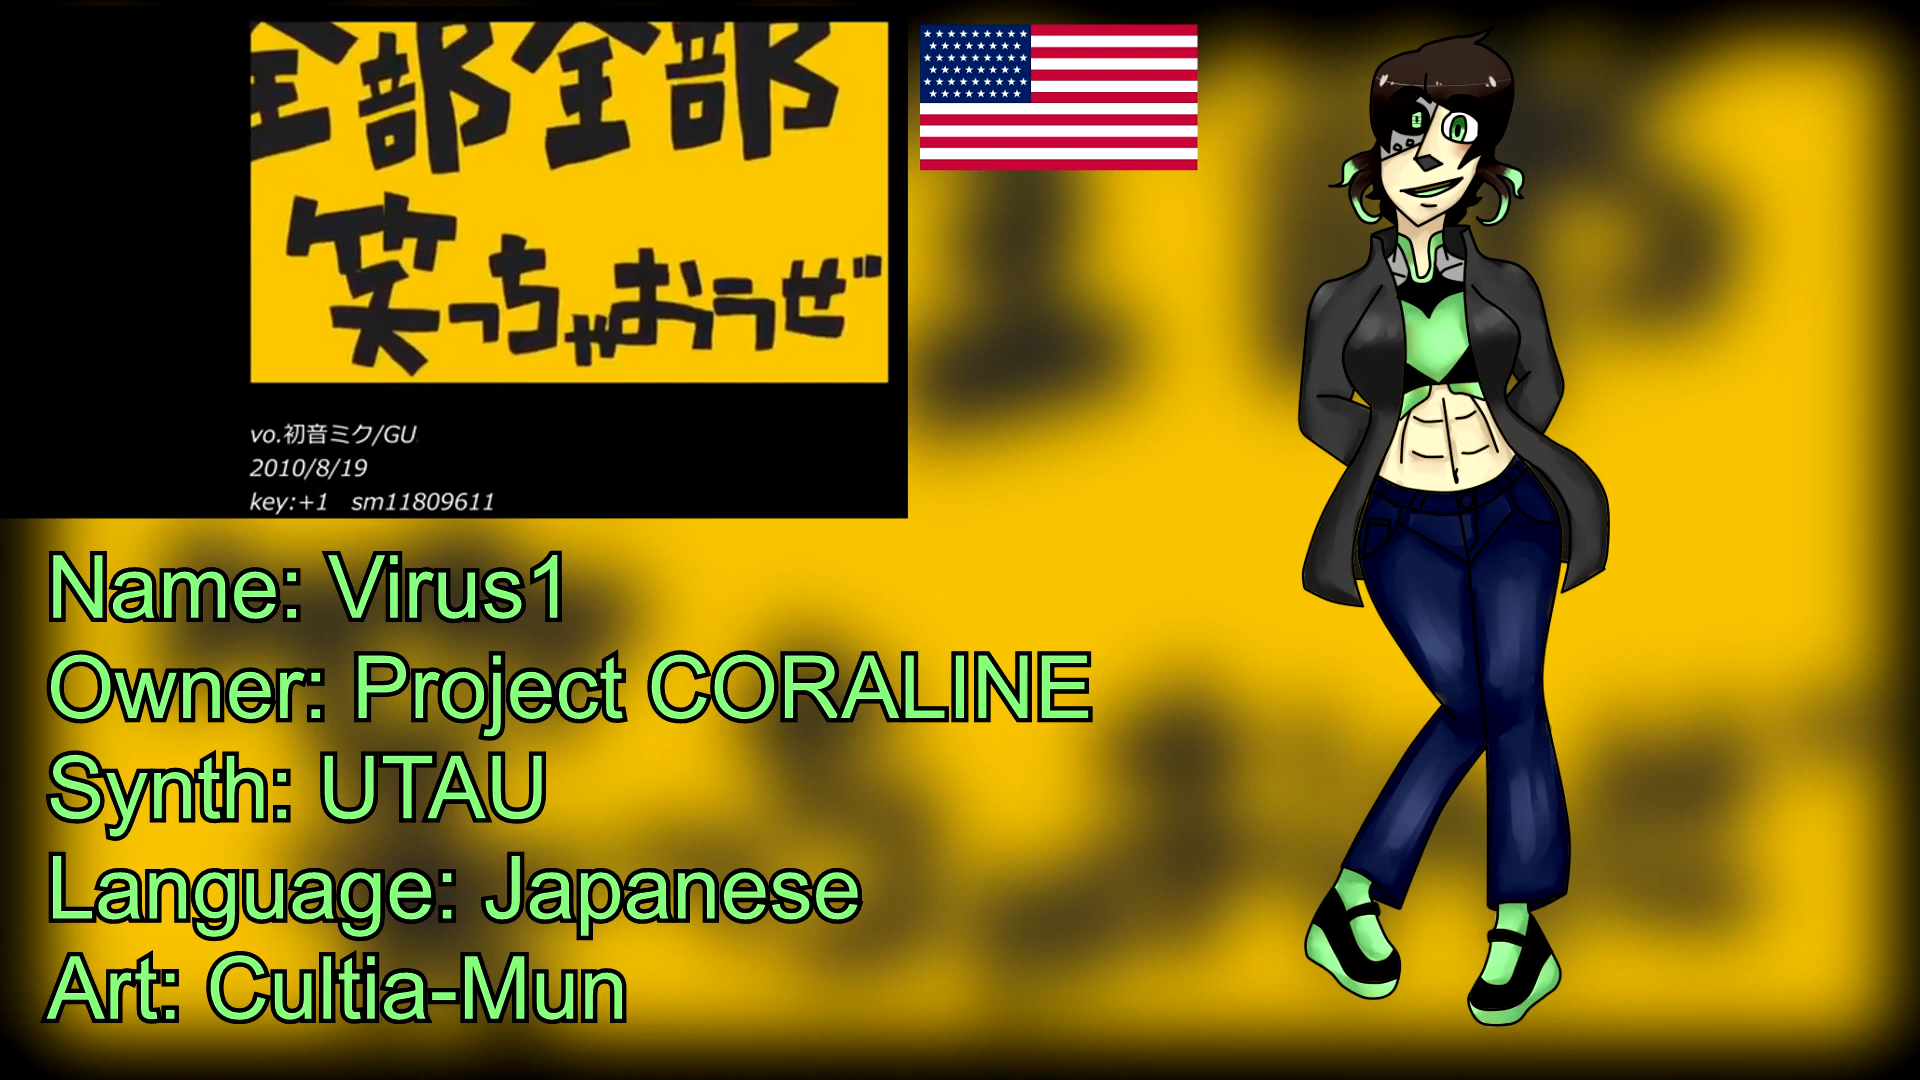 全部全部
笑っちゃおうぜ
vo.初音ミク/GU
2010/8/19
key:+1 sm11809611
Name: Virus1
Owner: Project CORALINE
Synth: UTAU
Language: Japanese
Art: Cultia-Mun